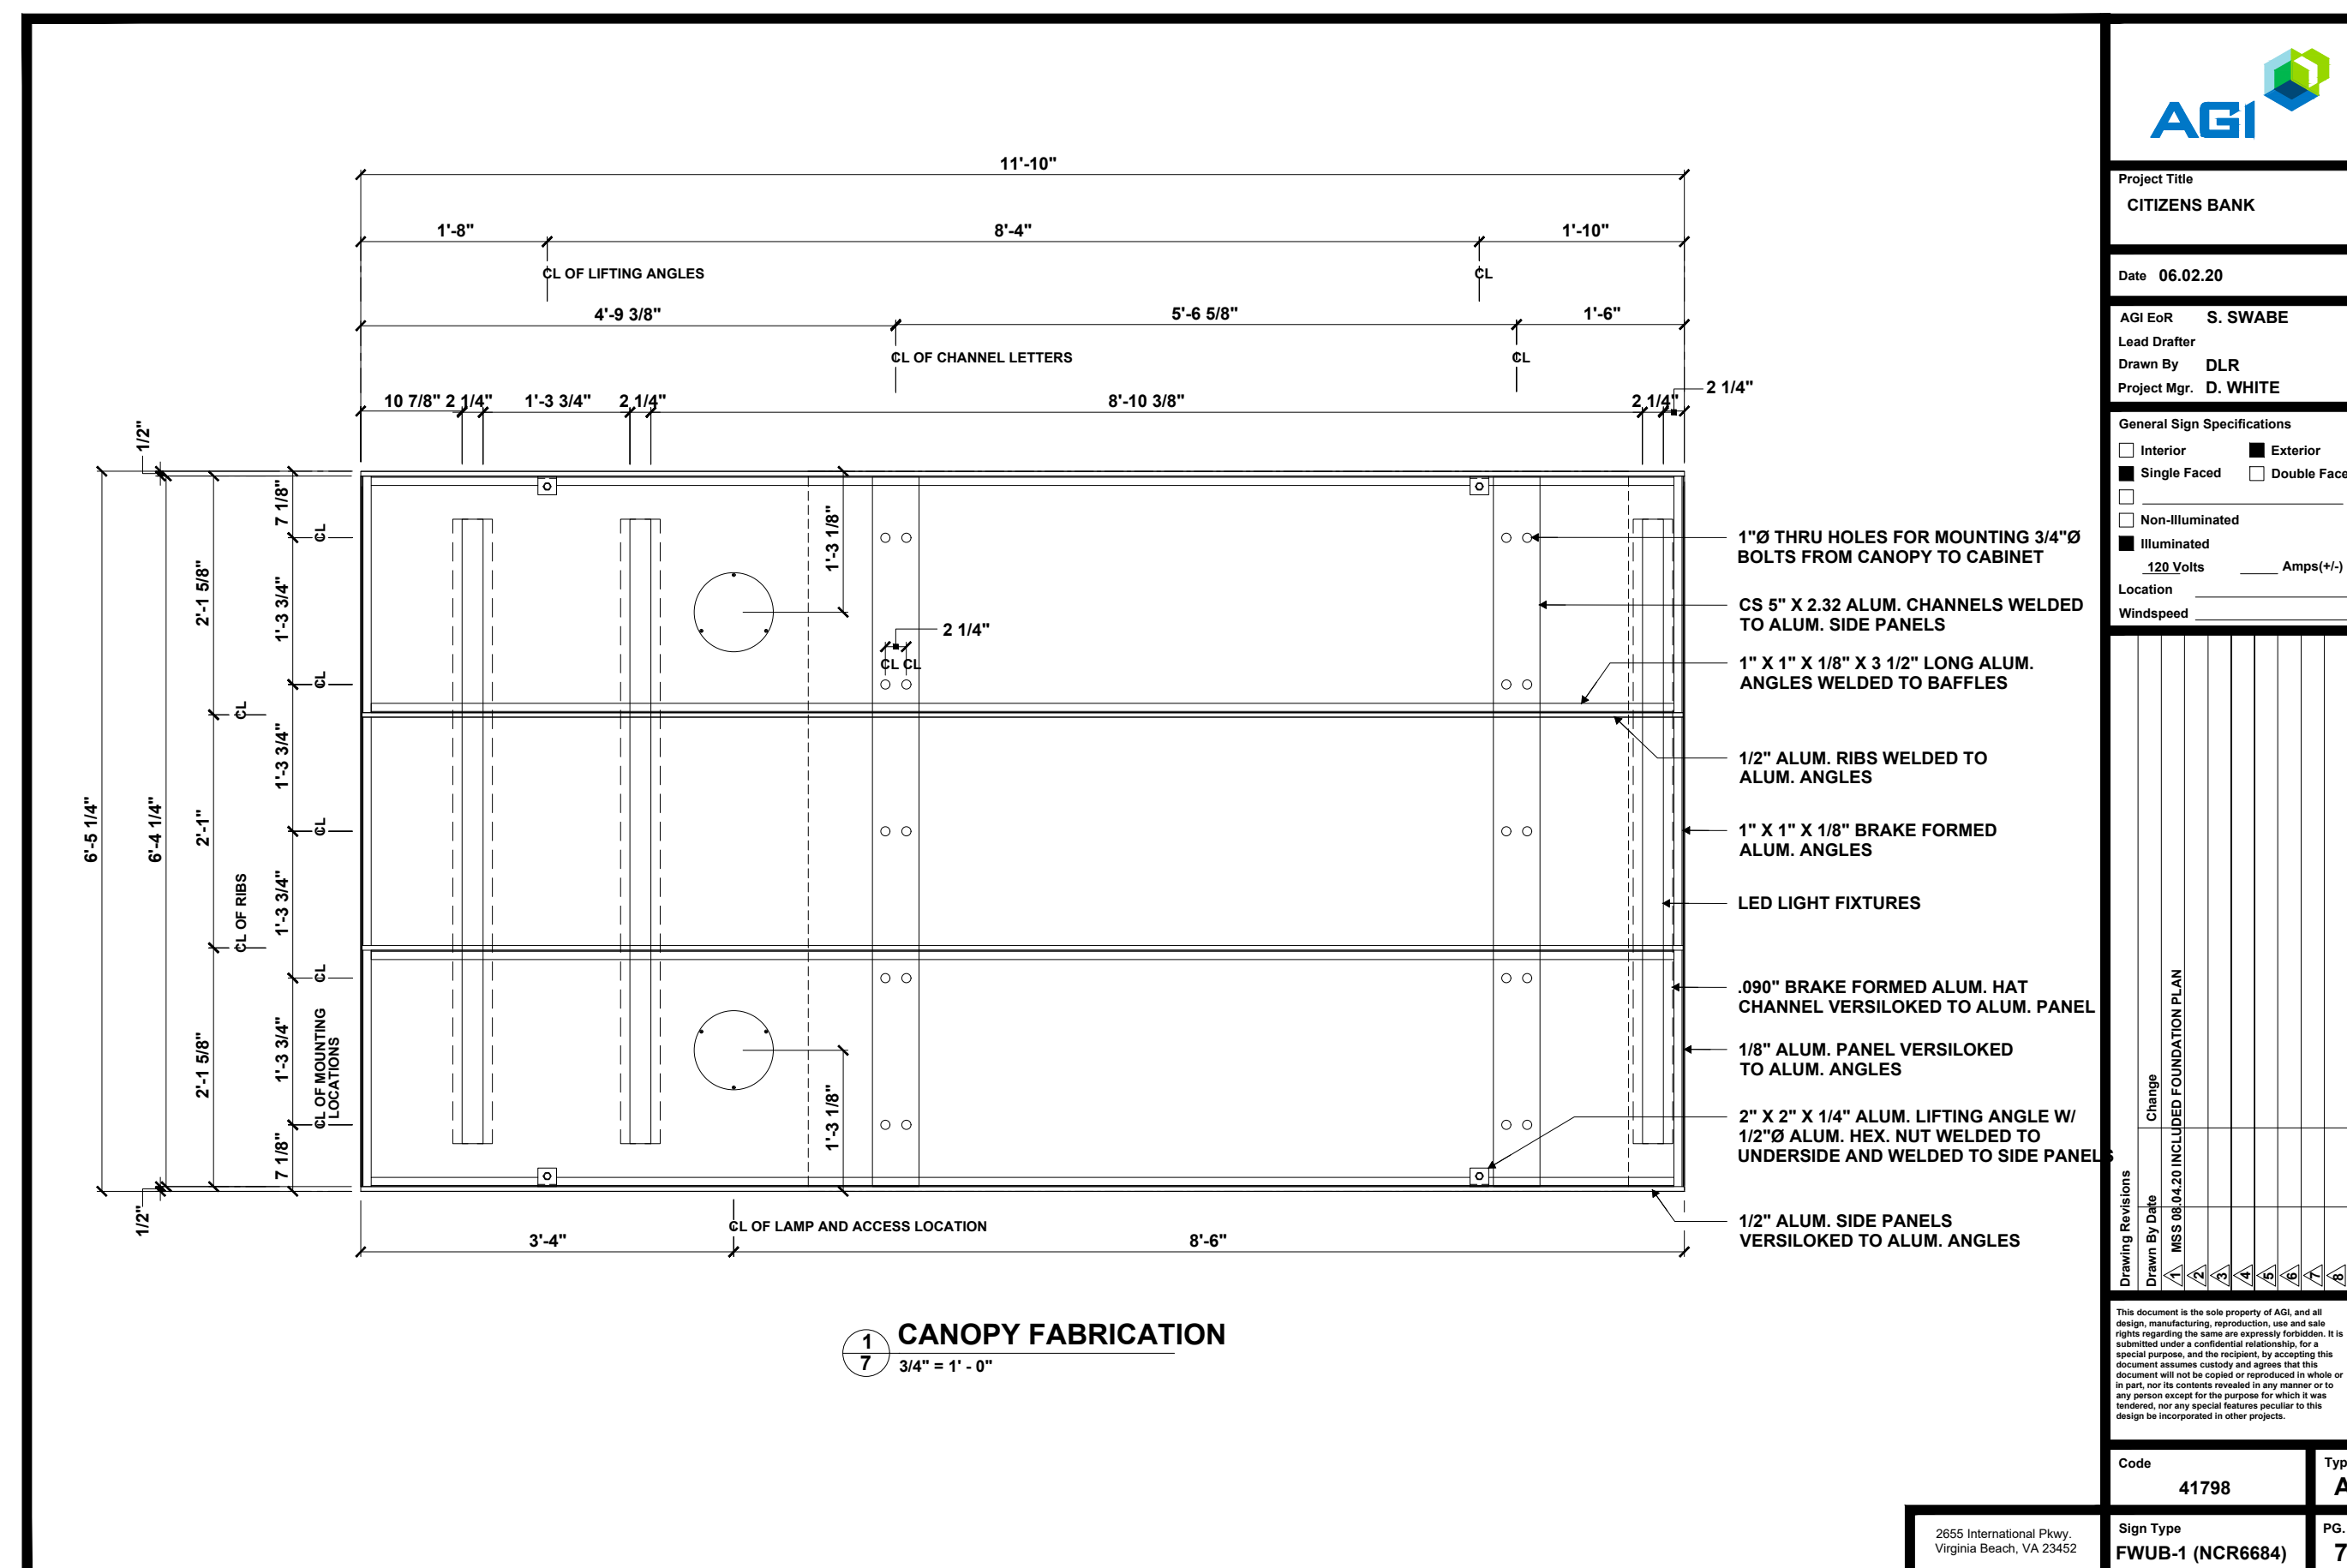 11'-10"
1'-8"
8'-4"
1'-10"
CL OF LIFTING ANGLES
CL
4'-9 3/8"
5'-6 5/8"
1'-6"
CL OF CHANNEL LETTERS
CL
10 7/8"
2 1/4"
1'-3 3/4"
2 1/4"
8'-10 3/8"
2 1/4"
2 1/4"
1/2"
6'-5 1/4"
6'-4 1/4"
1/2"
2'-1 5/8"
2'-1"
2'-1 5/8"
CL
CL OF RIBS
7 1/8"
1'-3 3/4"
1'-3 3/4"
1'-3 3/4"
1'-3 3/4"
7 1/8"
CL
CL
CL
CL
CL OF MOUNTING
LOCATIONS
1'-3 1/8"
2 1/4"
CL CL
1'-3 1/8"
1"Ø THRU HOLES FOR MOUNTING 3/4"Ø
BOLTS FROM CANOPY TO CABINET
CS 5" X 2.32 ALUM. CHANNELS WELDED
TO ALUM. SIDE PANELS
1" X 1" X 1/8" X 3 1/2" LONG ALUM.
ANGLES WELDED TO BAFFLES
1/2" ALUM. RIBS WELDED TO
ALUM. ANGLES
1" X 1" X 1/8" BRAKE FORMED
ALUM. ANGLES
LED LIGHT FIXTURES
.090" BRAKE FORMED ALUM. HAT
CHANNEL VERSILOKED TO ALUM. PANEL
1/8" ALUM. PANEL VERSILOKED
TO ALUM. ANGLES
2" X 2" X 1/4" ALUM. LIFTING ANGLE W/
1/2"Ø ALUM. HEX. NUT WELDED TO
UNDERSIDE AND WELDED TO SIDE PANELS
1/2" ALUM. SIDE PANELS
VERSILOKED TO ALUM. ANGLES
CL OF LAMP AND ACCESS LOCATION
3'-4"
8'-6"
1
7
CANOPY FABRICATION
3/4" = 1' - 0"
AGI
Project Title
CITIZENS BANK
Date 06.02.20
AGI EoR S. SWABE
Lead Drafter
Drawn By DLR
Project Mgr. D. WHITE
General Sign Specifications
Interior Exterior
Single Faced Double Face
Non-Illuminated
Illuminated
120 Volts Amps(+/-)
Location
Windspeed
Drawing Revisions
Drawn By Date Change
1 MSS 08.04.20 INCLUDED FOUNDATION PLAN
2
3
4
5
6
7
8
This document is the sole property of AGI, and all
design, manufacturing, reproduction, use and sale
rights regarding the same are expressly forbidden. It is
submitted under a confidential relationship, for a
special purpose, and the recipient, by accepting this
document assumes custody and agrees that this
document will not be copied or reproduced in whole or
in part, nor its contents revealed in any manner or to
any person except for the purpose for which it was
tendered, nor any special features peculiar to this
design be incorporated in other projects.
Code
41798
Typ
A
2655 International Pkwy.
Virginia Beach, VA 23452
Sign Type
FWUB-1 (NCR6684)
PG.
7